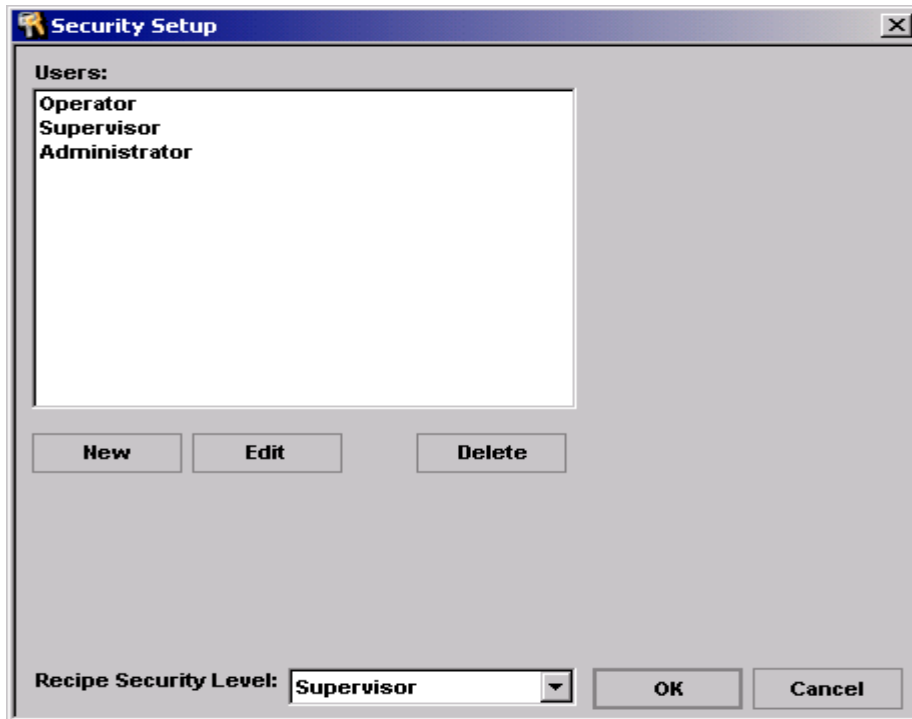 Security Setup
Users:
Operator
Supervisor
Administrator
New Edit Delete
Recipe Security Level: Supervisor OK Cancel